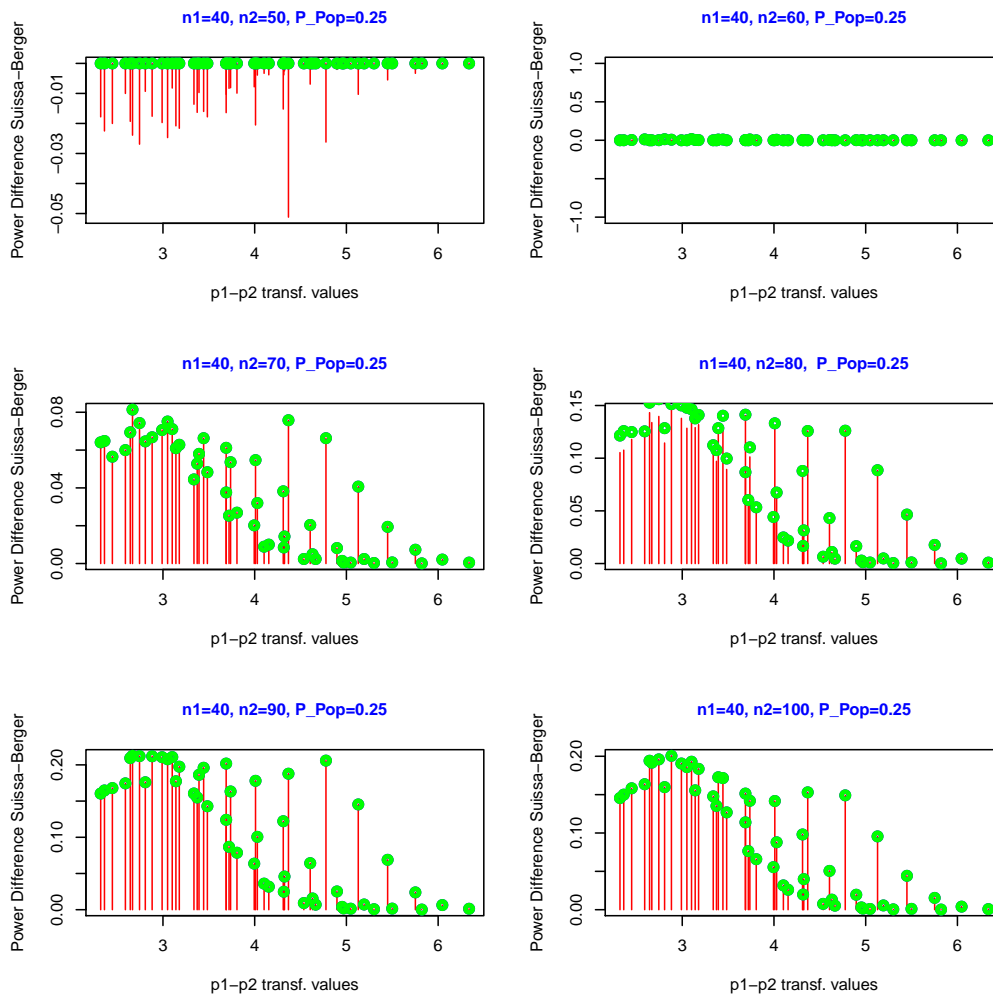 n1=40, n2=50, P_Pop=0.25
Power Difference Suissa−Berger
−0.01
−0.03
−0.05
3 4 5 6
p1−p2 transf. values
n1=40, n2=60, P_Pop=0.25
Power Difference Suissa−Berger
1.0
0.5
0.0
−1.0
3 4 5 6
p1−p2 transf. values
n1=40, n2=70, P_Pop=0.25
Power Difference Suissa−Berger
0.08
0.04
0.00
3 4 5 6
p1−p2 transf. values
n1=40, n2=80, P_Pop=0.25
Power Difference Suissa−Berger
0.15
0.10
0.05
0.00
3 4 5 6
p1−p2 transf. values
n1=40, n2=90, P_Pop=0.25
Power Difference Suissa−Berger
0.20
0.10
0.00
3 4 5 6
p1−p2 transf. values
n1=40, n2=100, P_Pop=0.25
Power Difference Suissa−Berger
0.20
0.10
0.00
3 4 5 6
p1−p2 transf. values